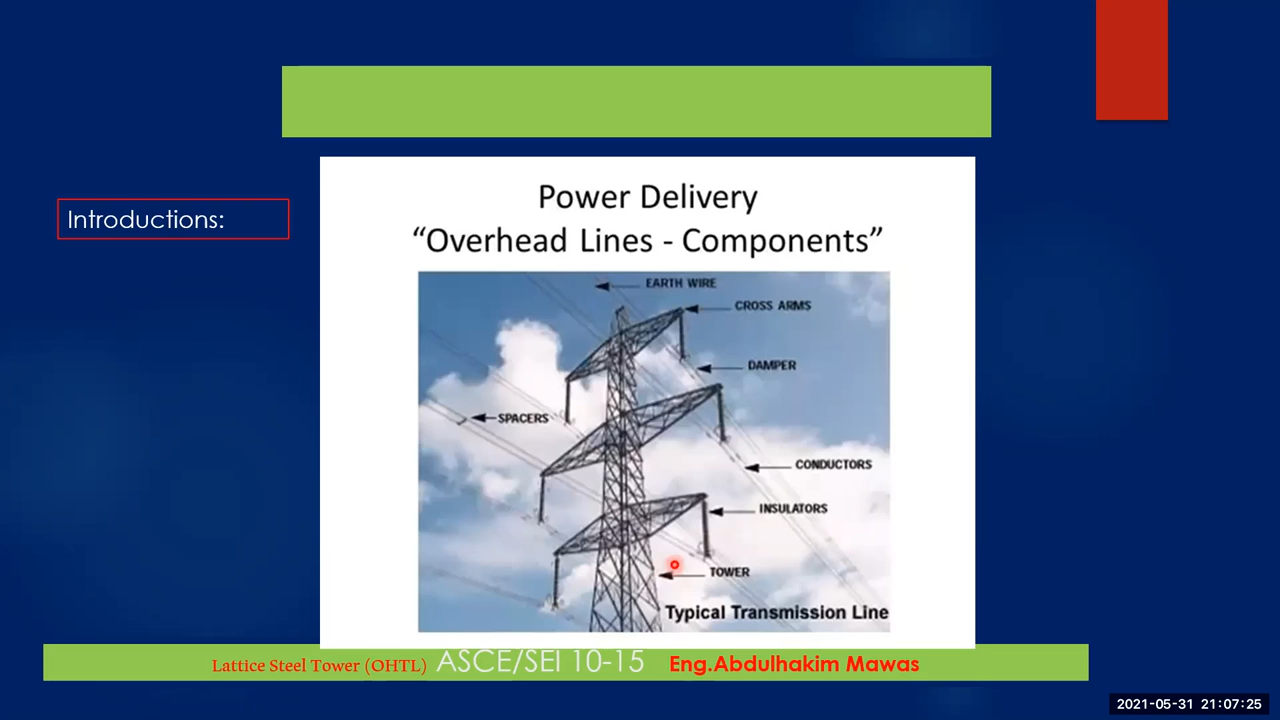 Introductions:
Power Delivery
“Overhead Lines - Components”
EARTH WIRE
CROSS ARMS
DAMPER
SPACERS
CONDUCTORS
INSULATORS
TOWER
Typical Transmission Line
Lattice Steel Tower (OHTL) ASCE/SEI 10-15 Eng.Abdulhakim Mawas
2021-05-31 21:07:25